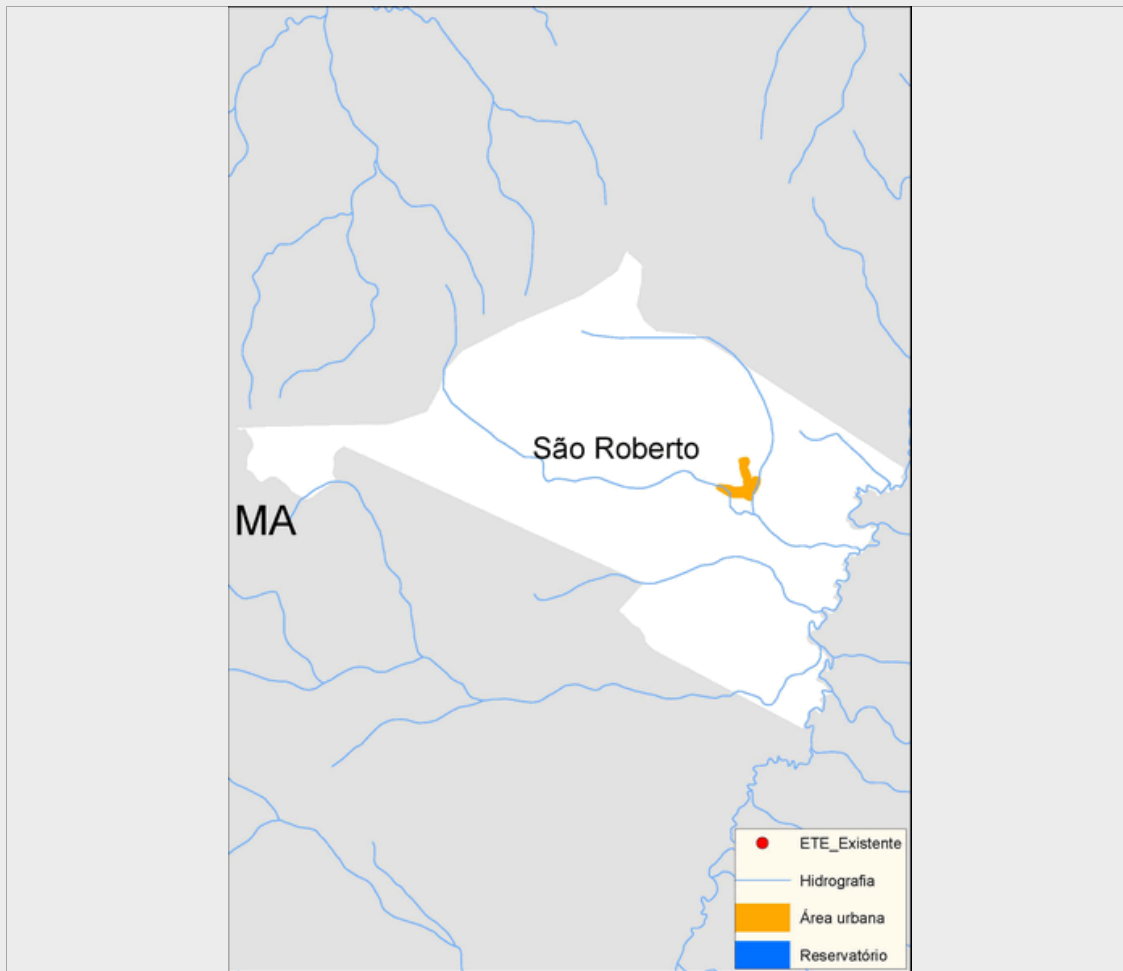 São Roberto
MA
ETE_Existente
Hidrografia
Área urbana
Reservatório